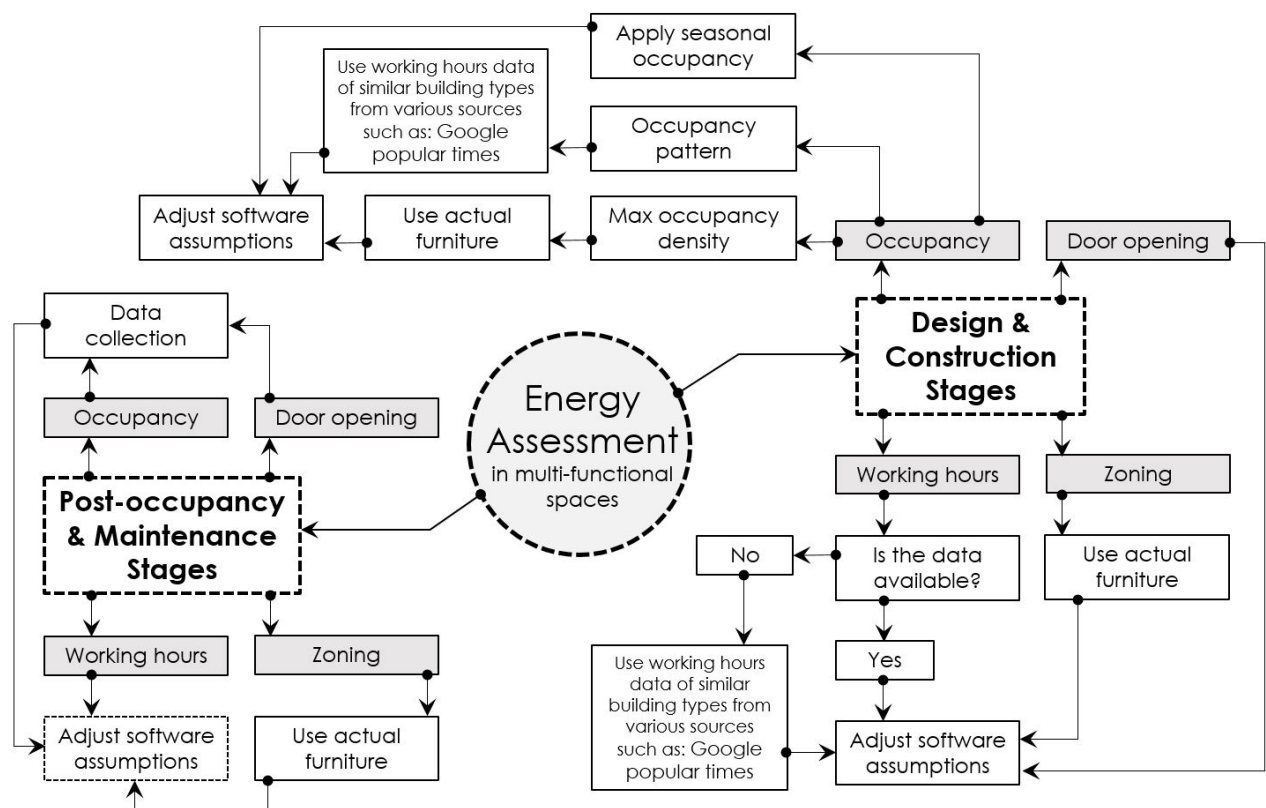 Apply seasonal
occupancy
Use working hours data
of similar building types
from various sources
such as: Google
popular times
Occupancy
pattern
Adjust software
assumptions
Use actual
furniture
Max occupancy
density
Occupancy
Door opening
Data
collection
Design &
Construction
Stages
Energy
Assessment
in multi-functional
spaces
Occupancy
Door opening
Post-occupancy
& Maintenance
Stages
Working hours
Zoning
No
Is the data
available?
Use actual
furniture
Working hours
Zoning
Yes
Use working hours
data of similar
building types from
various sources
such as: Google
popular times
Adjust software
assumptions
Use actual
furniture
Adjust software
assumptions